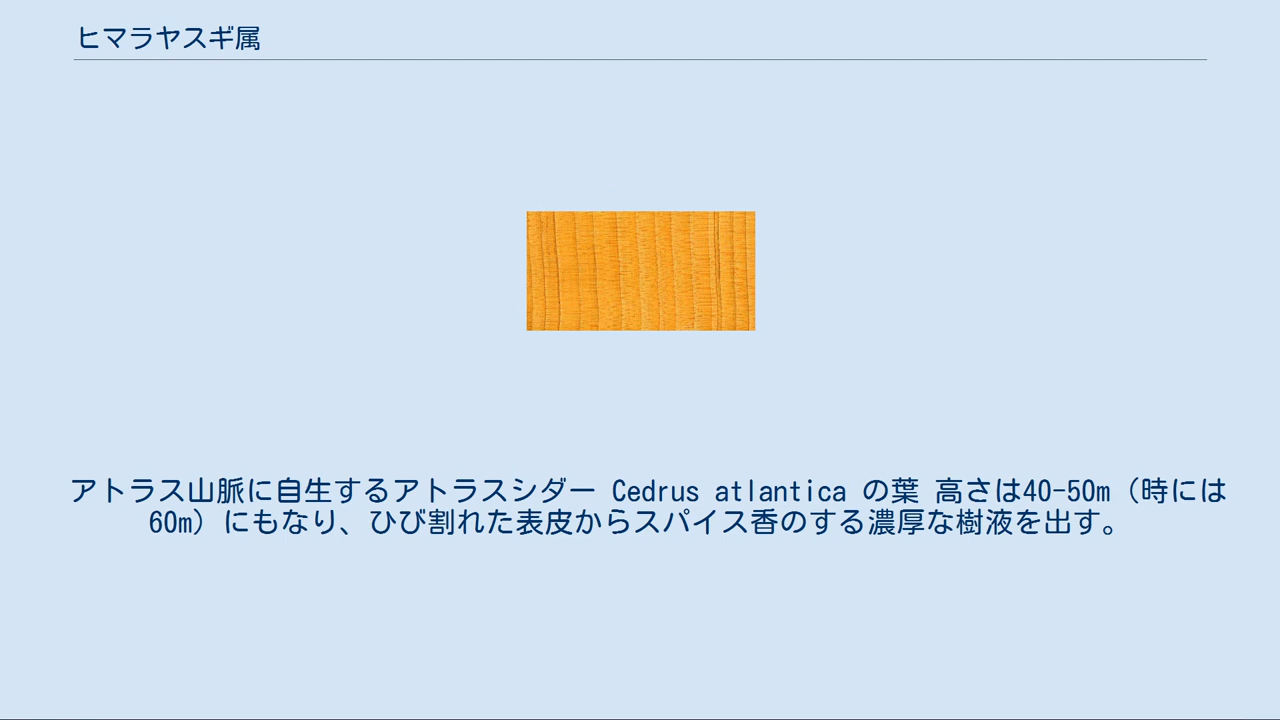 ヒマラヤスギ属
アトラス山脈に自生するアトラスシダー Cedrus atlantica の葉 高さは40-50m（時には
60m）にもなり、ひび割れた表皮からスパイス香のする濃厚な樹液を出す。